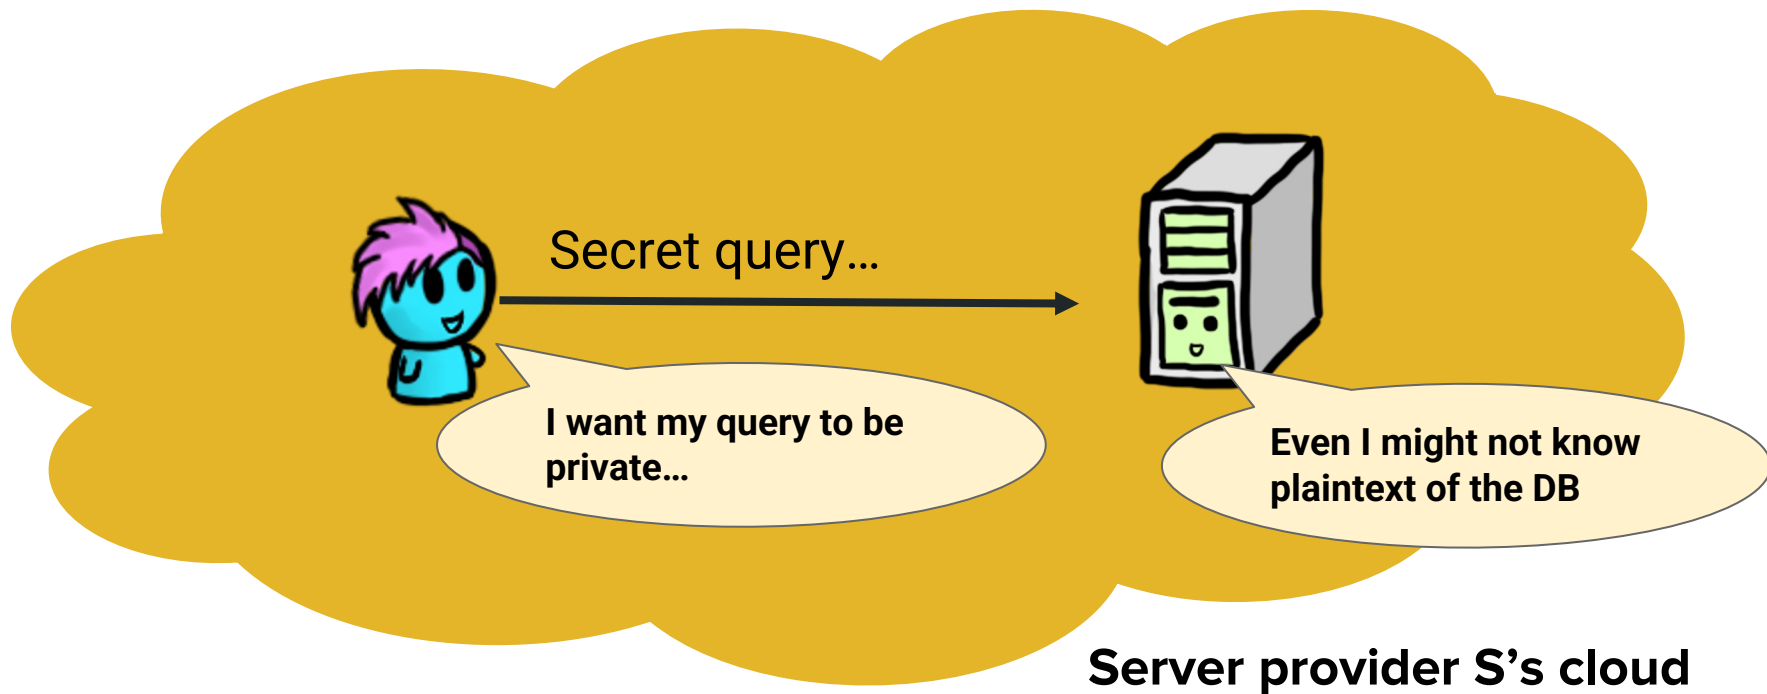 Secret query…
I want my query to be
private…
Even I might not know
plaintext of the DB
Server provider S’s cloud